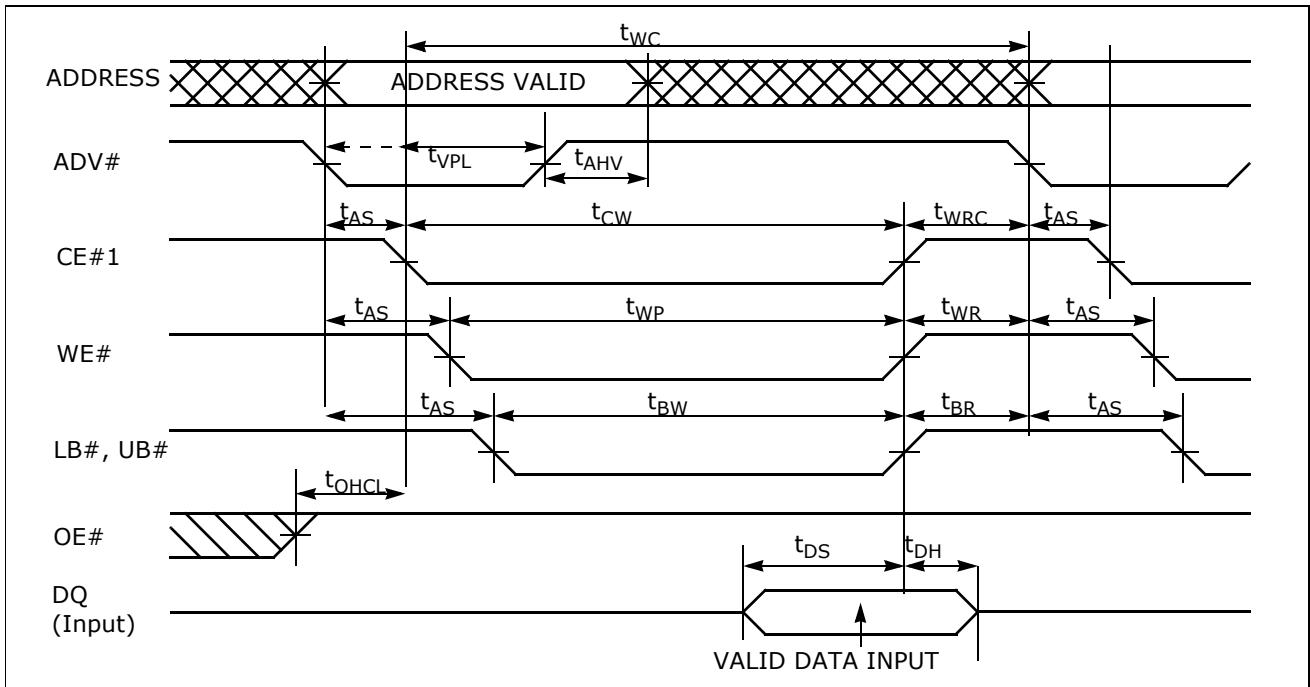 tWC
ADDRESS
ADDRESS VALID
ADV#
tVPL
tAHV
tAS
tCW
tWRC
tAS
CE#1
tAS
tWP
tWR
tAS
WE#
tAS
tBW
tBR
tAS
LB#, UB#
tOHCL
OE#
tDS
tDH
DQ
(Input)
VALID DATA INPUT